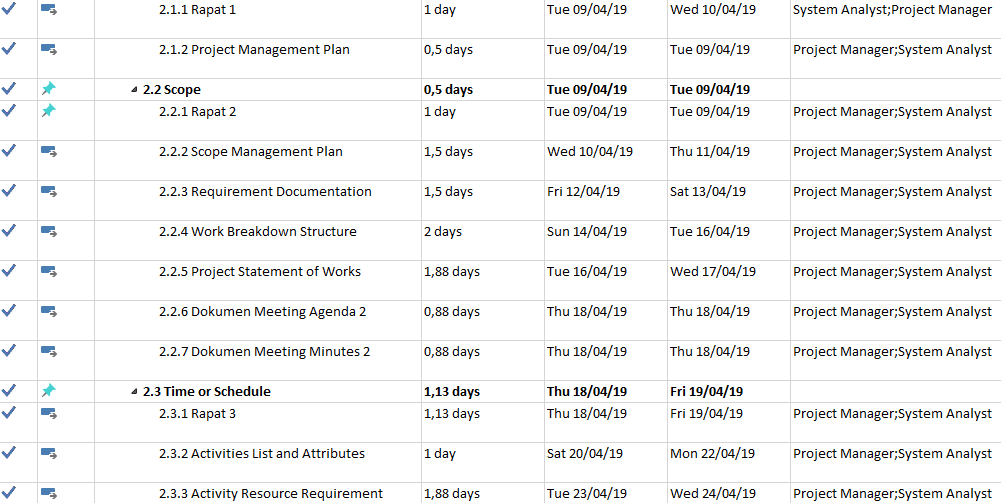 2.1.1 Rapat 1 1 day Tue 09/04/19 Wed 10/04/19 System Analyst;Project Manager
2.1.2 Project Management Plan 0,5 days Tue 09/04/19 Tue 09/04/19 Project Manager;System Analyst
2.2 Scope 0,5 days Tue 09/04/19 Tue 09/04/19
2.2.1 Rapat 2 1 day Tue 09/04/19 Tue 09/04/19 Project Manager;System Analyst
2.2.2 Scope Management Plan 1,5 days Wed 10/04/19 Thu 11/04/19 Project Manager;System Analyst
2.2.3 Requirement Documentation 1,5 days Fri 12/04/19 Sat 13/04/19 Project Manager;System Analyst
2.2.4 Work Breakdown Structure 2 days Sun 14/04/19 Tue 16/04/19 Project Manager;System Analyst
2.2.5 Project Statement of Works 1,88 days Tue 16/04/19 Wed 17/04/19 Project Manager;System Analyst
2.2.6 Dokumen Meeting Agenda 2 0,88 days Thu 18/04/19 Thu 18/04/19 Project Manager;System Analyst
2.2.7 Dokumen Meeting Minutes 2 0,88 days Thu 18/04/19 Thu 18/04/19 Project Manager;System Analyst
2.3 Time or Schedule 1,13 days Thu 18/04/19 Fri 19/04/19
2.3.1 Rapat 3 1,13 days Thu 18/04/19 Fri 19/04/19 Project Manager;System Analyst
2.3.2 Activities List and Attributes 1 day Sat 20/04/19 Mon 22/04/19 Project Manager;System Analyst
2.3.3 Activity Resource Requirement 1,88 days Tue 23/04/19 Wed 24/04/19 Project Manager;System Analyst